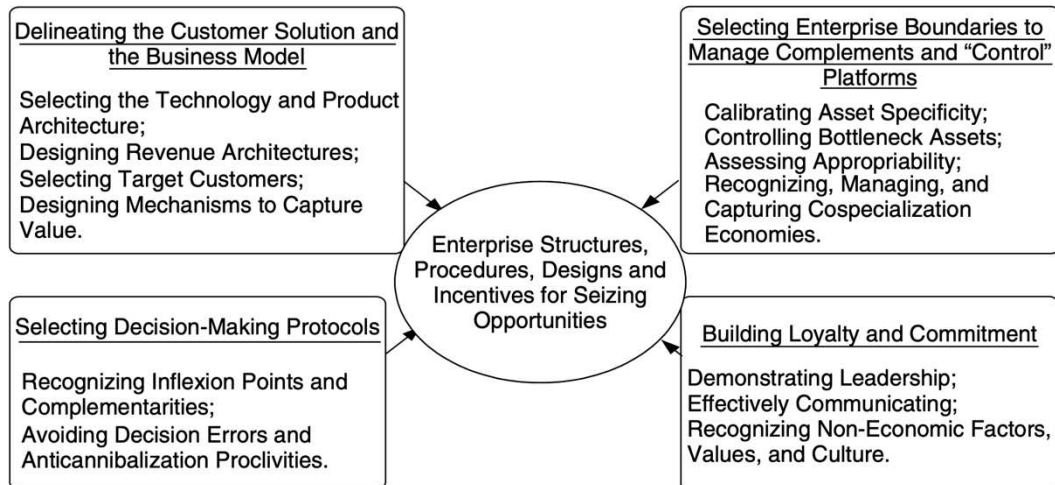 Delineating the Customer Solution and
the Business Model
Selecting the Technology and Product
Architecture;
Designing Revenue Architectures;
Selecting Target Customers;
Designing Mechanisms to Capture
Value.
Selecting Enterprise Boundaries to
Manage Complements and “Control”
Platforms
Calibrating Asset Specificity;
Controlling Bottleneck Assets;
Assessing Appropriability;
Recognizing, Managing, and
Capturing Cospecialization
Economies.
Enterprise Structures,
Procedures, Designs and
Incentives for Seizing
Opportunities
Selecting Decision-Making Protocols
Recognizing Inflexion Points and
Complementarities;
Avoiding Decision Errors and
Anticannibalization Proclivities.
Building Loyalty and Commitment
Demonstrating Leadership;
Effectively Communicating;
Recognizing Non-Economic Factors,
Values, and Culture.